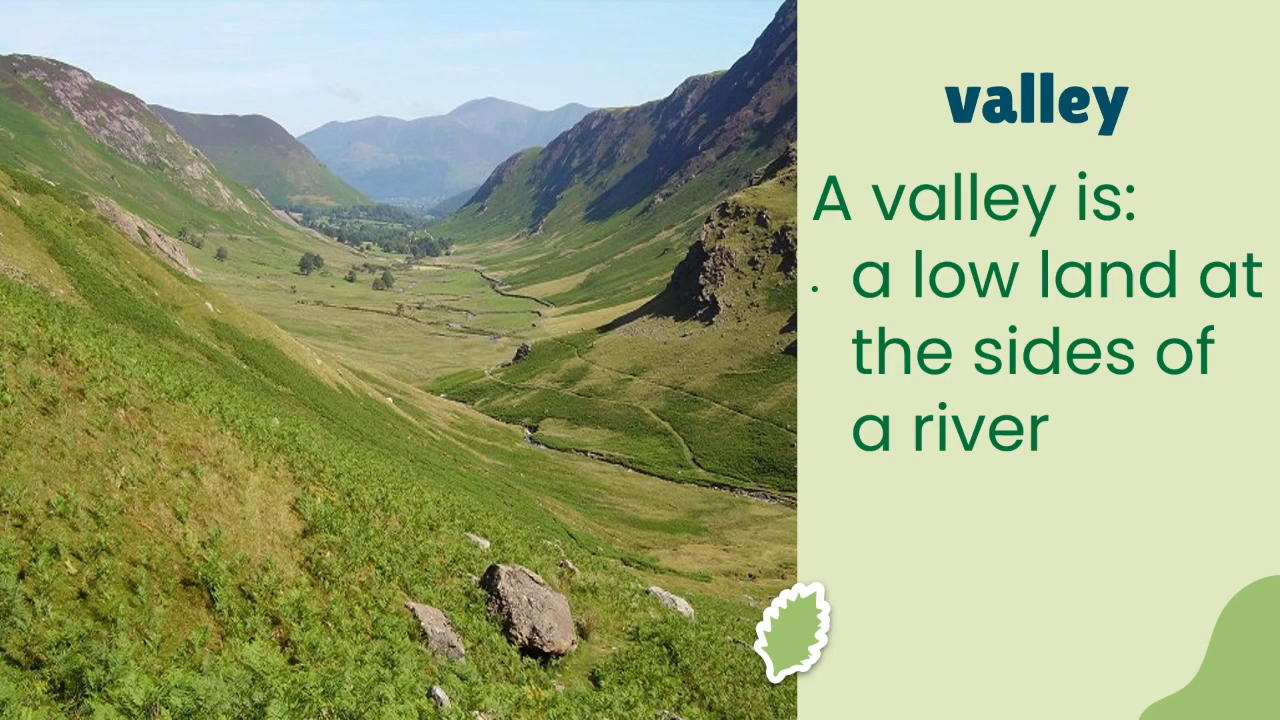 valley
A valley is:
. a low land at
the sides of
a river